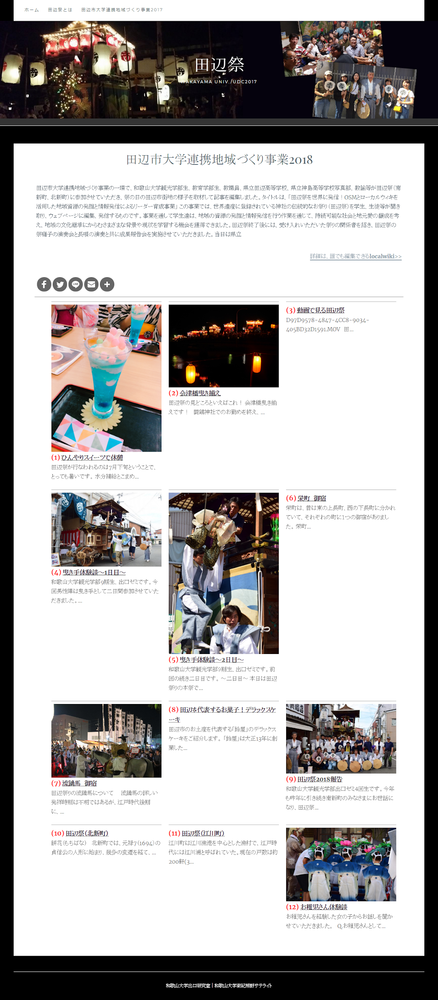 ホーム 田辺祭とは 田辺市大学連携地域づくり事業2017
田辺祭
WAKAYAMA UNIV./UDC2017
田辺市大学連携地域づくり事業2018
田辺市大学連携地域づくり事業の一環で、和歌山大学観光学部生、教育学部生、教職員、県立田辺高等学校、県立神島高等学校写真部、教諭等が田辺祭（南
新町、北新町）に参加させていただき、祭の日の田辺市街地の様子を取材して記事を編集しました。タイトルは、「田辺祭を世界に発信！OSMとローカルウィキを
活用した地域資源の発掘と情報発信によるリーダー育成事業」 この事業では、世界遺産に登録されている神社の伝統的なお祭り（田辺祭）を学生、生徒等が聞き
取り、ウェブページに編集、発信するものです。事業を通して学生達は、地域の資源の発掘と情報発信を行う作業を通じて、持続可能な社会と地元愛の醸成を考
え、地域の文化継承にからむさまざまな背景や現状を学習する機会を獲得できました。田辺祭終了後には、受け入れいただいた祭りの関係者を招き、田辺祭の
祭囃子の演奏会と長唄の演奏と共に成果報告会を実施させていただきました。当日は県立
詳細は、誰でも編集できるlocalwiki>>
(1) ひんやりスイーツで休憩
田辺祭が行なわれるのは7月下旬ということで、
とっても暑いです。 水分補給とこまめ...
(2) 会津橋曳き揃え
田辺祭の見どころといえばこれ！ 会津橋曳き揃
えです！　闘鶏神社でのお勤めを終え、...
(3) 動画で見る田辺祭
D97D9578-4847-4CC8-9034-
405BD32D1591.MOV 田...
(4) 曳き手体験談〜1日目〜
和歌山大学観光学部9期生、出口ゼミです。今
回男性陣は曳き手として二日間参加させていた
だきました。...
(5) 曳き手体験談〜2日目〜
和歌山大学観光学部9期生、出口ゼミです。前
回の続き二日目です。 〜二日目〜 本日は田辺
祭りの本祭で...
(6) 栄町　御宿
栄町は、昔は東の上長町、西の下長町に分かれ
ていて、それぞれの町に1つの御宿がありまし
た。 栄町...
(7) 流鏑馬　御宿
田辺祭りの流鏑馬について　 流鏑馬の詳しい
発祥時期は不明ではあるが、江戸時代後期
に、...
(8) 田辺を代表するお菓子！デラックスケ
ーキ
田辺市のお土産を代表する「鈴屋」のデラックス
ケーキをご紹介します。 「鈴屋」は大正13年に創
業した...
(9) 田辺祭2018報告
和歌山大学観光学部出口ゼミ4回生です。今年
も昨年に引き続き南新町のみなさまにお世話に
なり、田辺祭...
(10) 田辺祭（北新町）
餅花（もちばな）　北新町では、元禄7（1694）の
貞信公の人形に始まり、幾多の変遷を経て、...
(11) 田辺祭（江川町）
江川町は江川漁港を中心とした漁村で、江戸時
代には江川浦と呼ばれていた。現在の戸数は約
200軒(3...
(12) お稚児さん体験談
お稚児さんを経験した女の子からお話しを聞か
せていただきました。　Q.お稚児さんとして...
和歌山大学出口研究室 | 和歌山大学南紀熊野サテライト